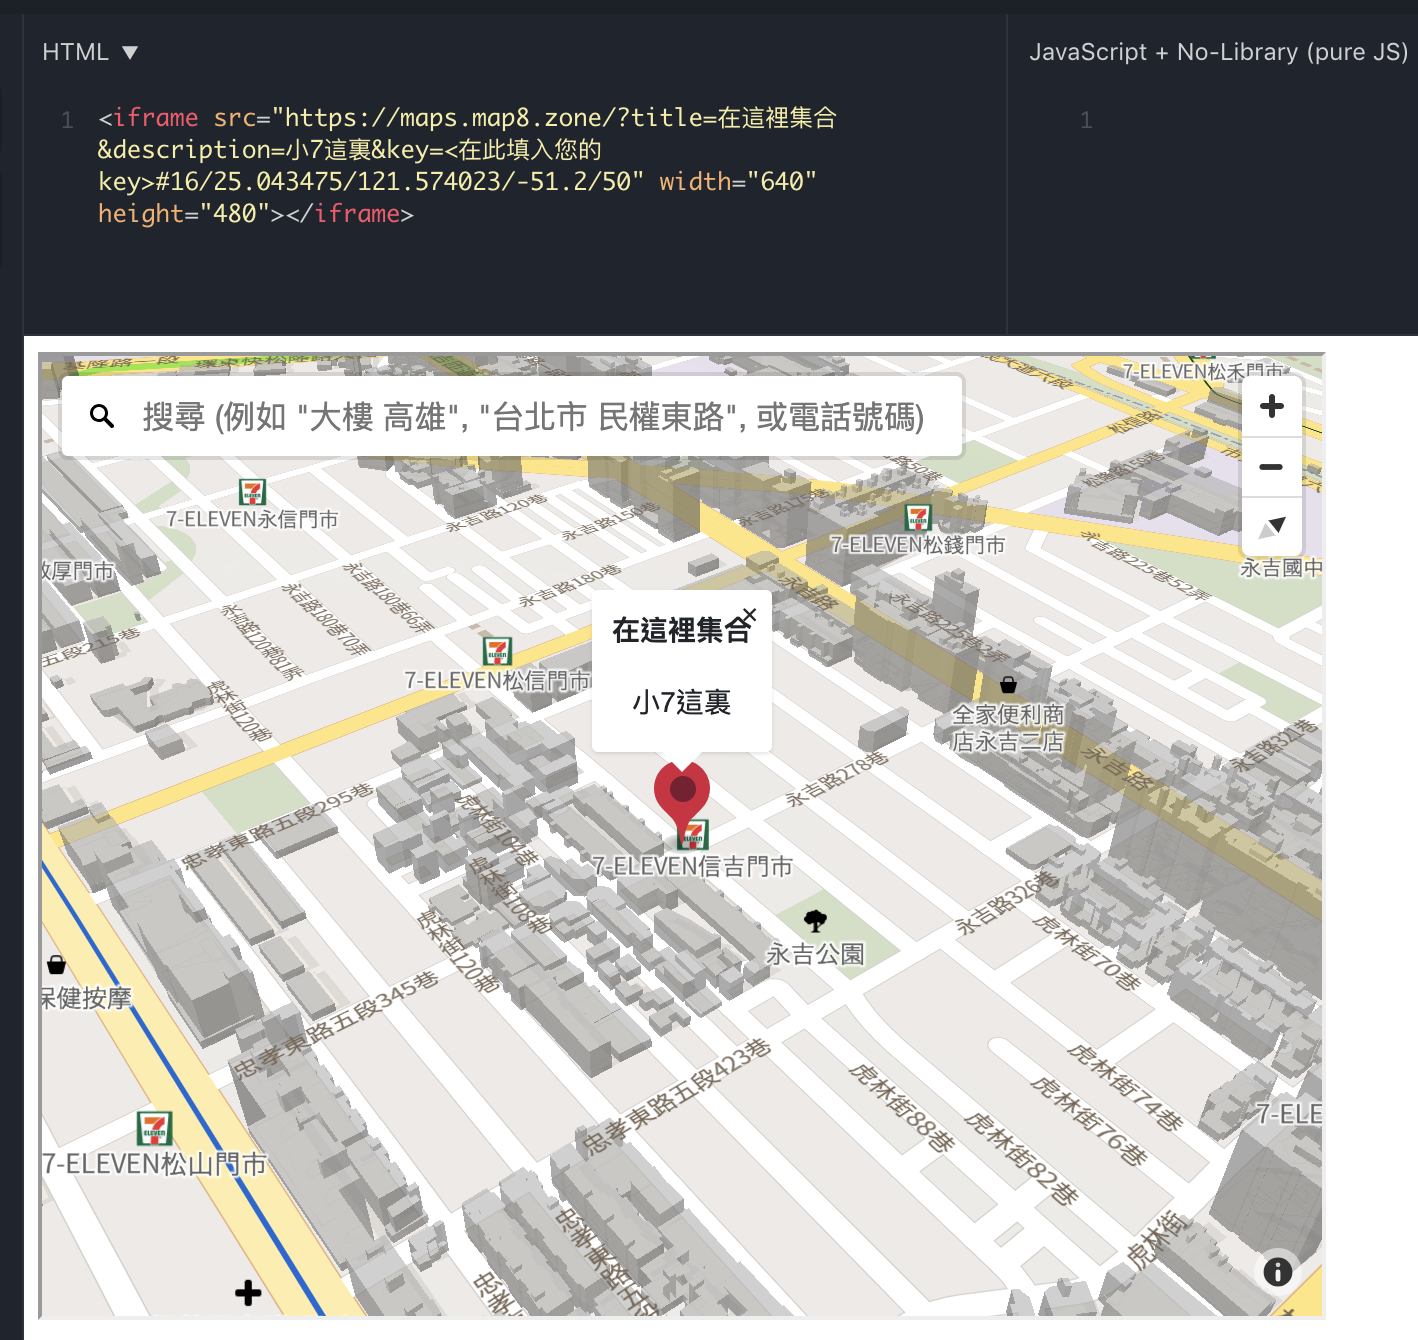 HTML ▼
JavaScript + No-Library (pure JS)
1
<iframe src="https://maps.map8.zone/?title=在這裡集合
&description=小7這裏&key=<在此填入您的
key>#16/25.043475/121.574023/-51.2/50" width="640"
height="480"></iframe>
1
基隆路一段
7-ELEVEN松禾門市
搜尋 (例如 "大樓 高雄", "台北市 民權東路", 或電話號碼)
松隆路
7-ELEVEN永信門市
永吉路120巷
永吉路150巷
7-ELEVEN松錢門市
永吉路225巷52弄
永吉國中
敦厚門市
永吉路180巷
永吉路180巷66弄
永吉路180巷70弄
永吉路120巷81弄
永吉路
永吉路225巷2弄
五段215巷
在這裡集合
×
小7這裏
7-ELEVEN松信門市
虎林街120巷
全家便利商
店永吉二店
永吉路
永吉路278巷
忠孝東路五段295巷
虎林街104巷
7-ELEVEN信吉門市
虎林街108巷
永吉路326巷
虎林街120巷
永吉公園
虎林街70巷
保健按摩
忠孝東路五段345巷
忠孝東路五段423巷
虎林街74巷
虎林街76巷
虎林街88巷
虎林街82巷
7-ELE
7-ELEVEN松山門市
虎林街